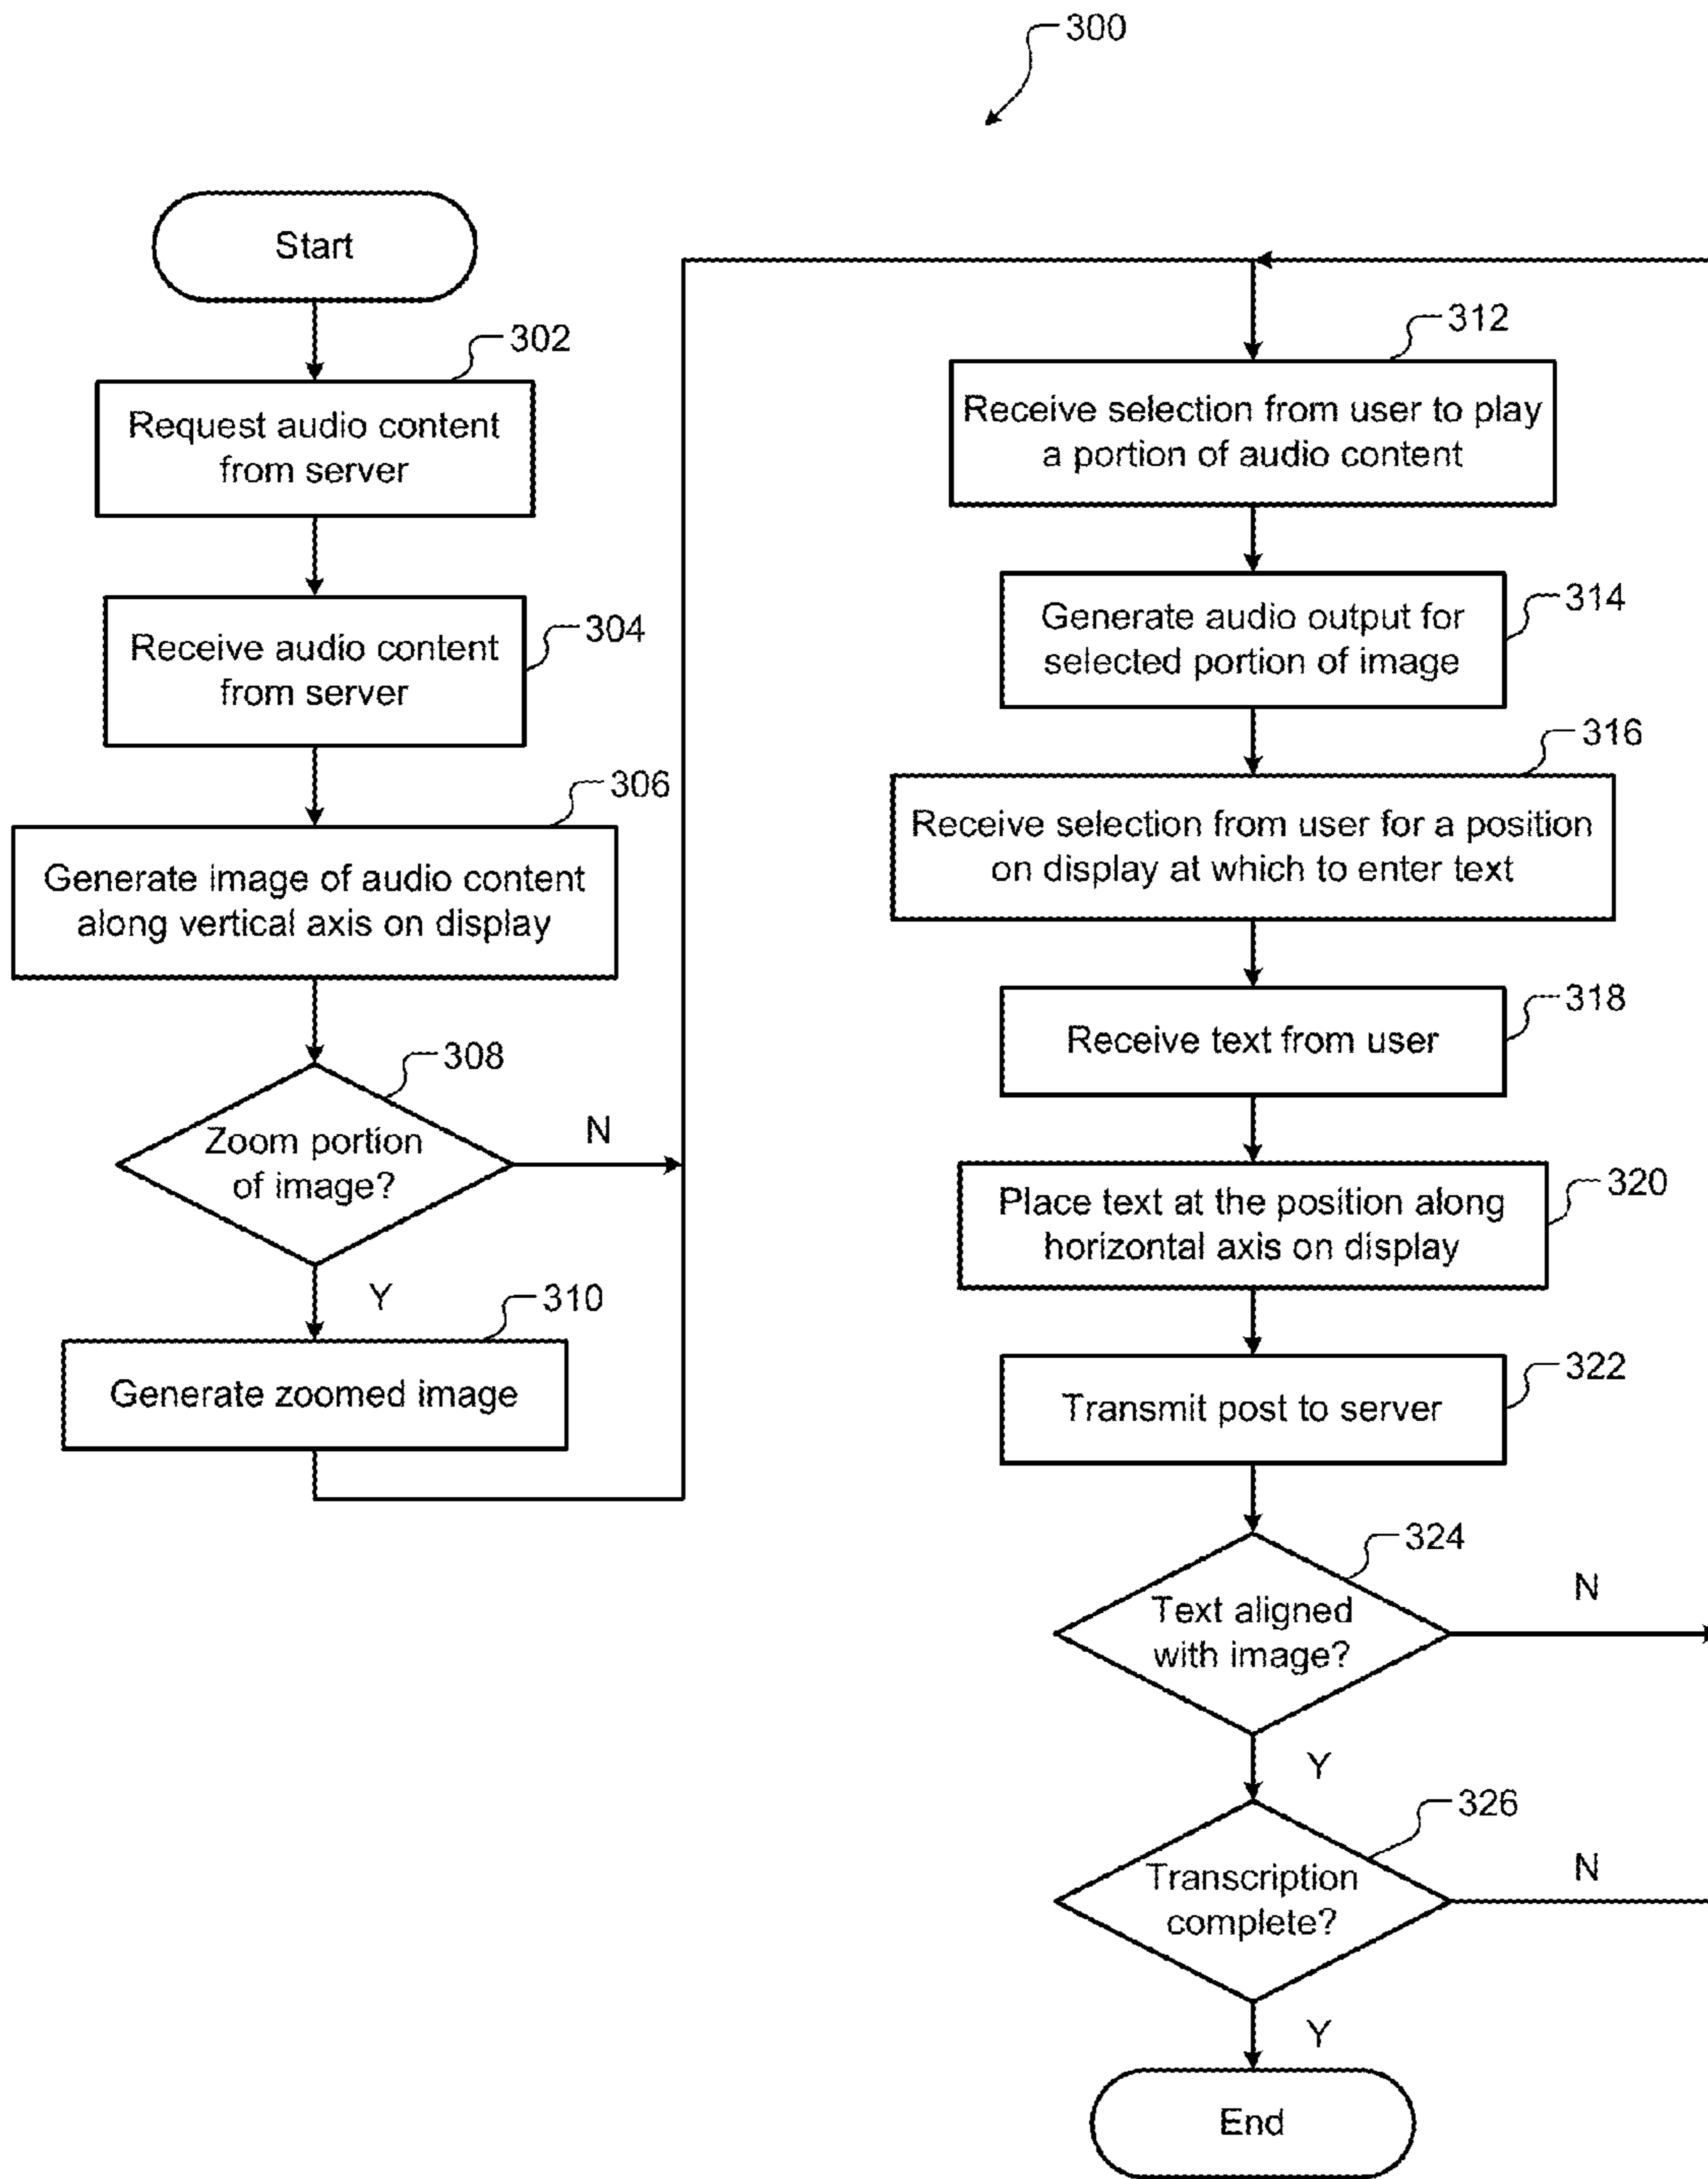 300
Start
302
Request audio content
from server
304
Receive audio content
from server
306
Generate image of audio content
along vertical axis on display
308
Zoom portion
of image?
N
Y
310
Generate zoomed image
312
Receive selection from user to play
a portion of audio content
314
Generate audio output for
selected portion of image
316
Receive selection from user for a position
on display at which to enter text
318
Receive text from user
320
Place text at the position along
horizontal axis on display
322
Transmit post to server
324
Text aligned
with image?
N
Y
326
Transcription
complete?
N
Y
End